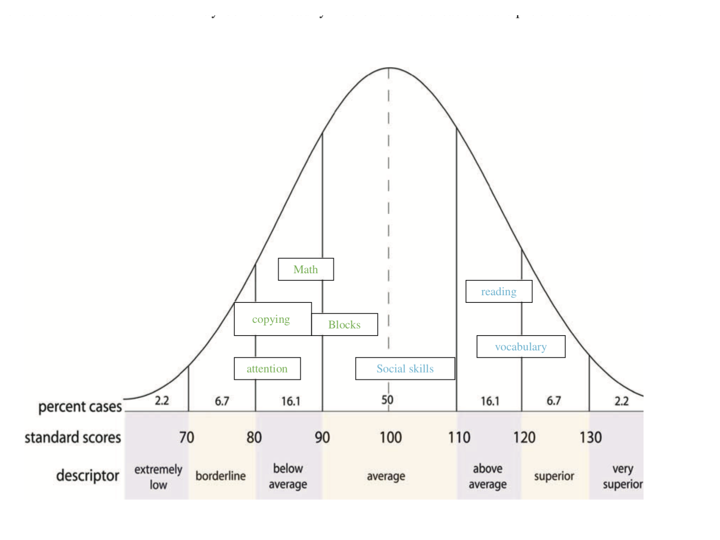 Math
reading
copying
Blocks
vocabulary
attention
Social skills
percent cases 2.2 6.7 16.1 50 16.1 6.7 2.2
standard scores 70 80 90 100 110 120 130
descriptor extremely low borderline below average average above average superior very superior